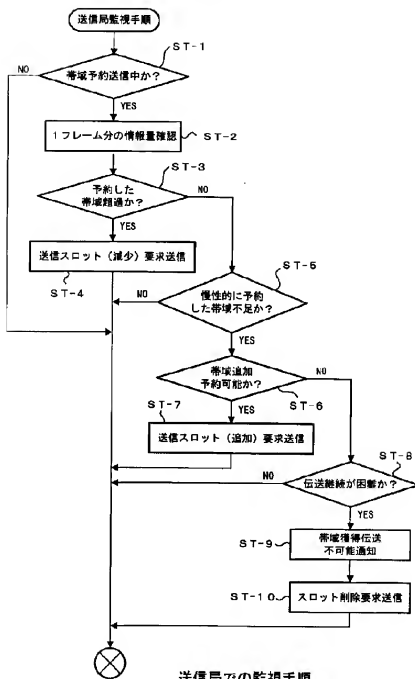 送信局監視手順
ST-1
NO
帯域予約送信中か?
YES
1フレーム分の情報量確認
ST-2
ST-3
予約した
帯域超過か?
NO
YES
送信スロット(減少)要求送信
ST-4
ST-5
NO
慢性的に予約
した帯域不足か?
YES
帯域追加
予約可能か?
NO
ST-6
ST-7
YES
送信スロット(追加)要求送信
ST-8
NO
伝送継続が困難か?
YES
ST-9
帯域獲得伝送
不可能通知
ST-10
スロット削除要求送信
送信局での監視手順